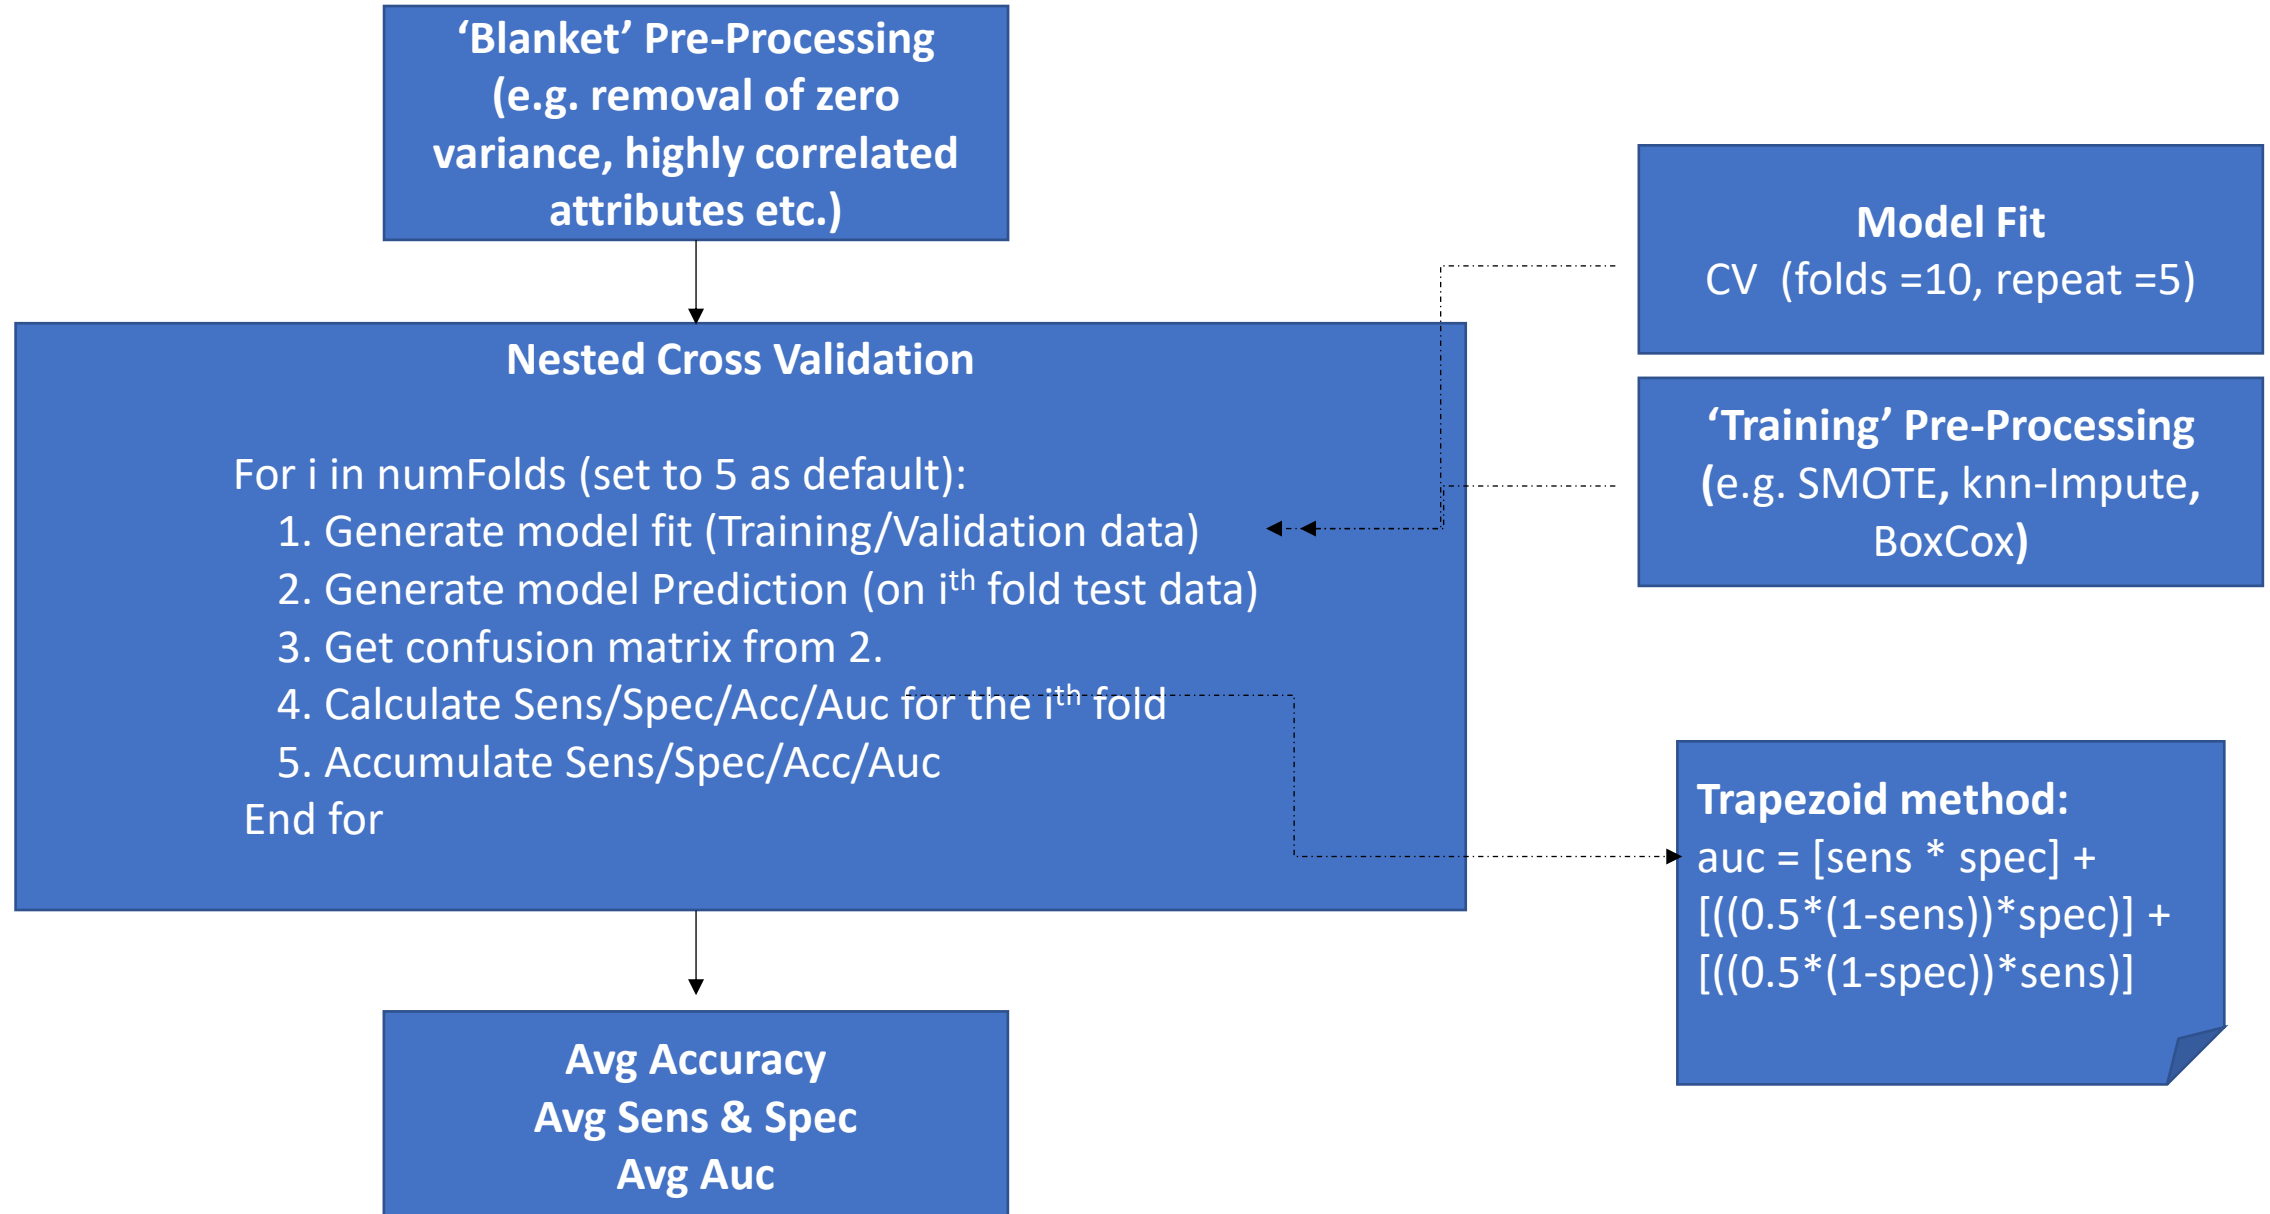 ‘Blanket’ Pre-Processing
(e.g. removal of zero
variance, highly correlated
attributes etc.)
Model Fit
CV  (folds =10, repeat =5)
‘Training’ Pre-Processing
(e.g. SMOTE, knn-Impute,
BoxCox)
Nested Cross Validation
For i in numFolds (set to 5 as default):
1. Generate model fit (Training/Validation data)
2. Generate model Prediction (on iᵗʰ fold test data)
3. Get confusion matrix from 2.
4. Calculate Sens/Spec/Acc/Auc for the iᵗʰ fold
5. Accumulate Sens/Spec/Acc/Auc
End for
Trapezoid method:
auc = [sens * spec] +
[((0.5*(1-sens))*spec)] +
[((0.5*(1-spec))*sens)]
Avg Accuracy
Avg Sens & Spec
Avg Auc